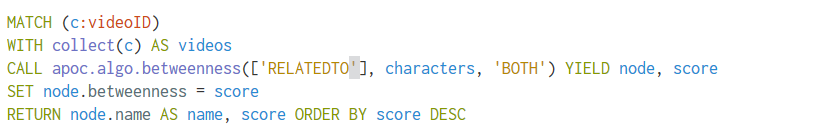 MATCH (c:videoID)
WITH collect(c) AS videos
CALL apoc.algo.betweenness(['RELATEDTO'], characters, 'BOTH') YIELD node, score
SET node.betweenness = score
RETURN node.name AS name, score ORDER BY score DESC